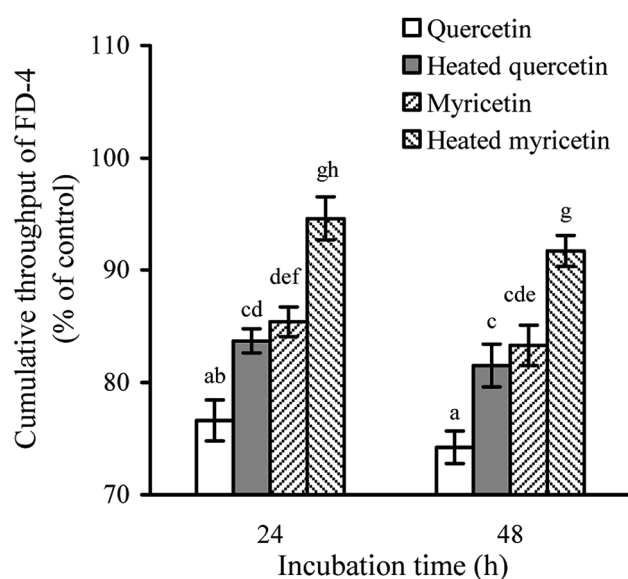 Quercetin
Heated quercetin
Myricetin
Heated myricetin
Cumulative throughput of FD-4
(% of control)
110
100
90
80
70
ab
cd
def
gh
a
c
cde
g
24
48
Incubation time (h)